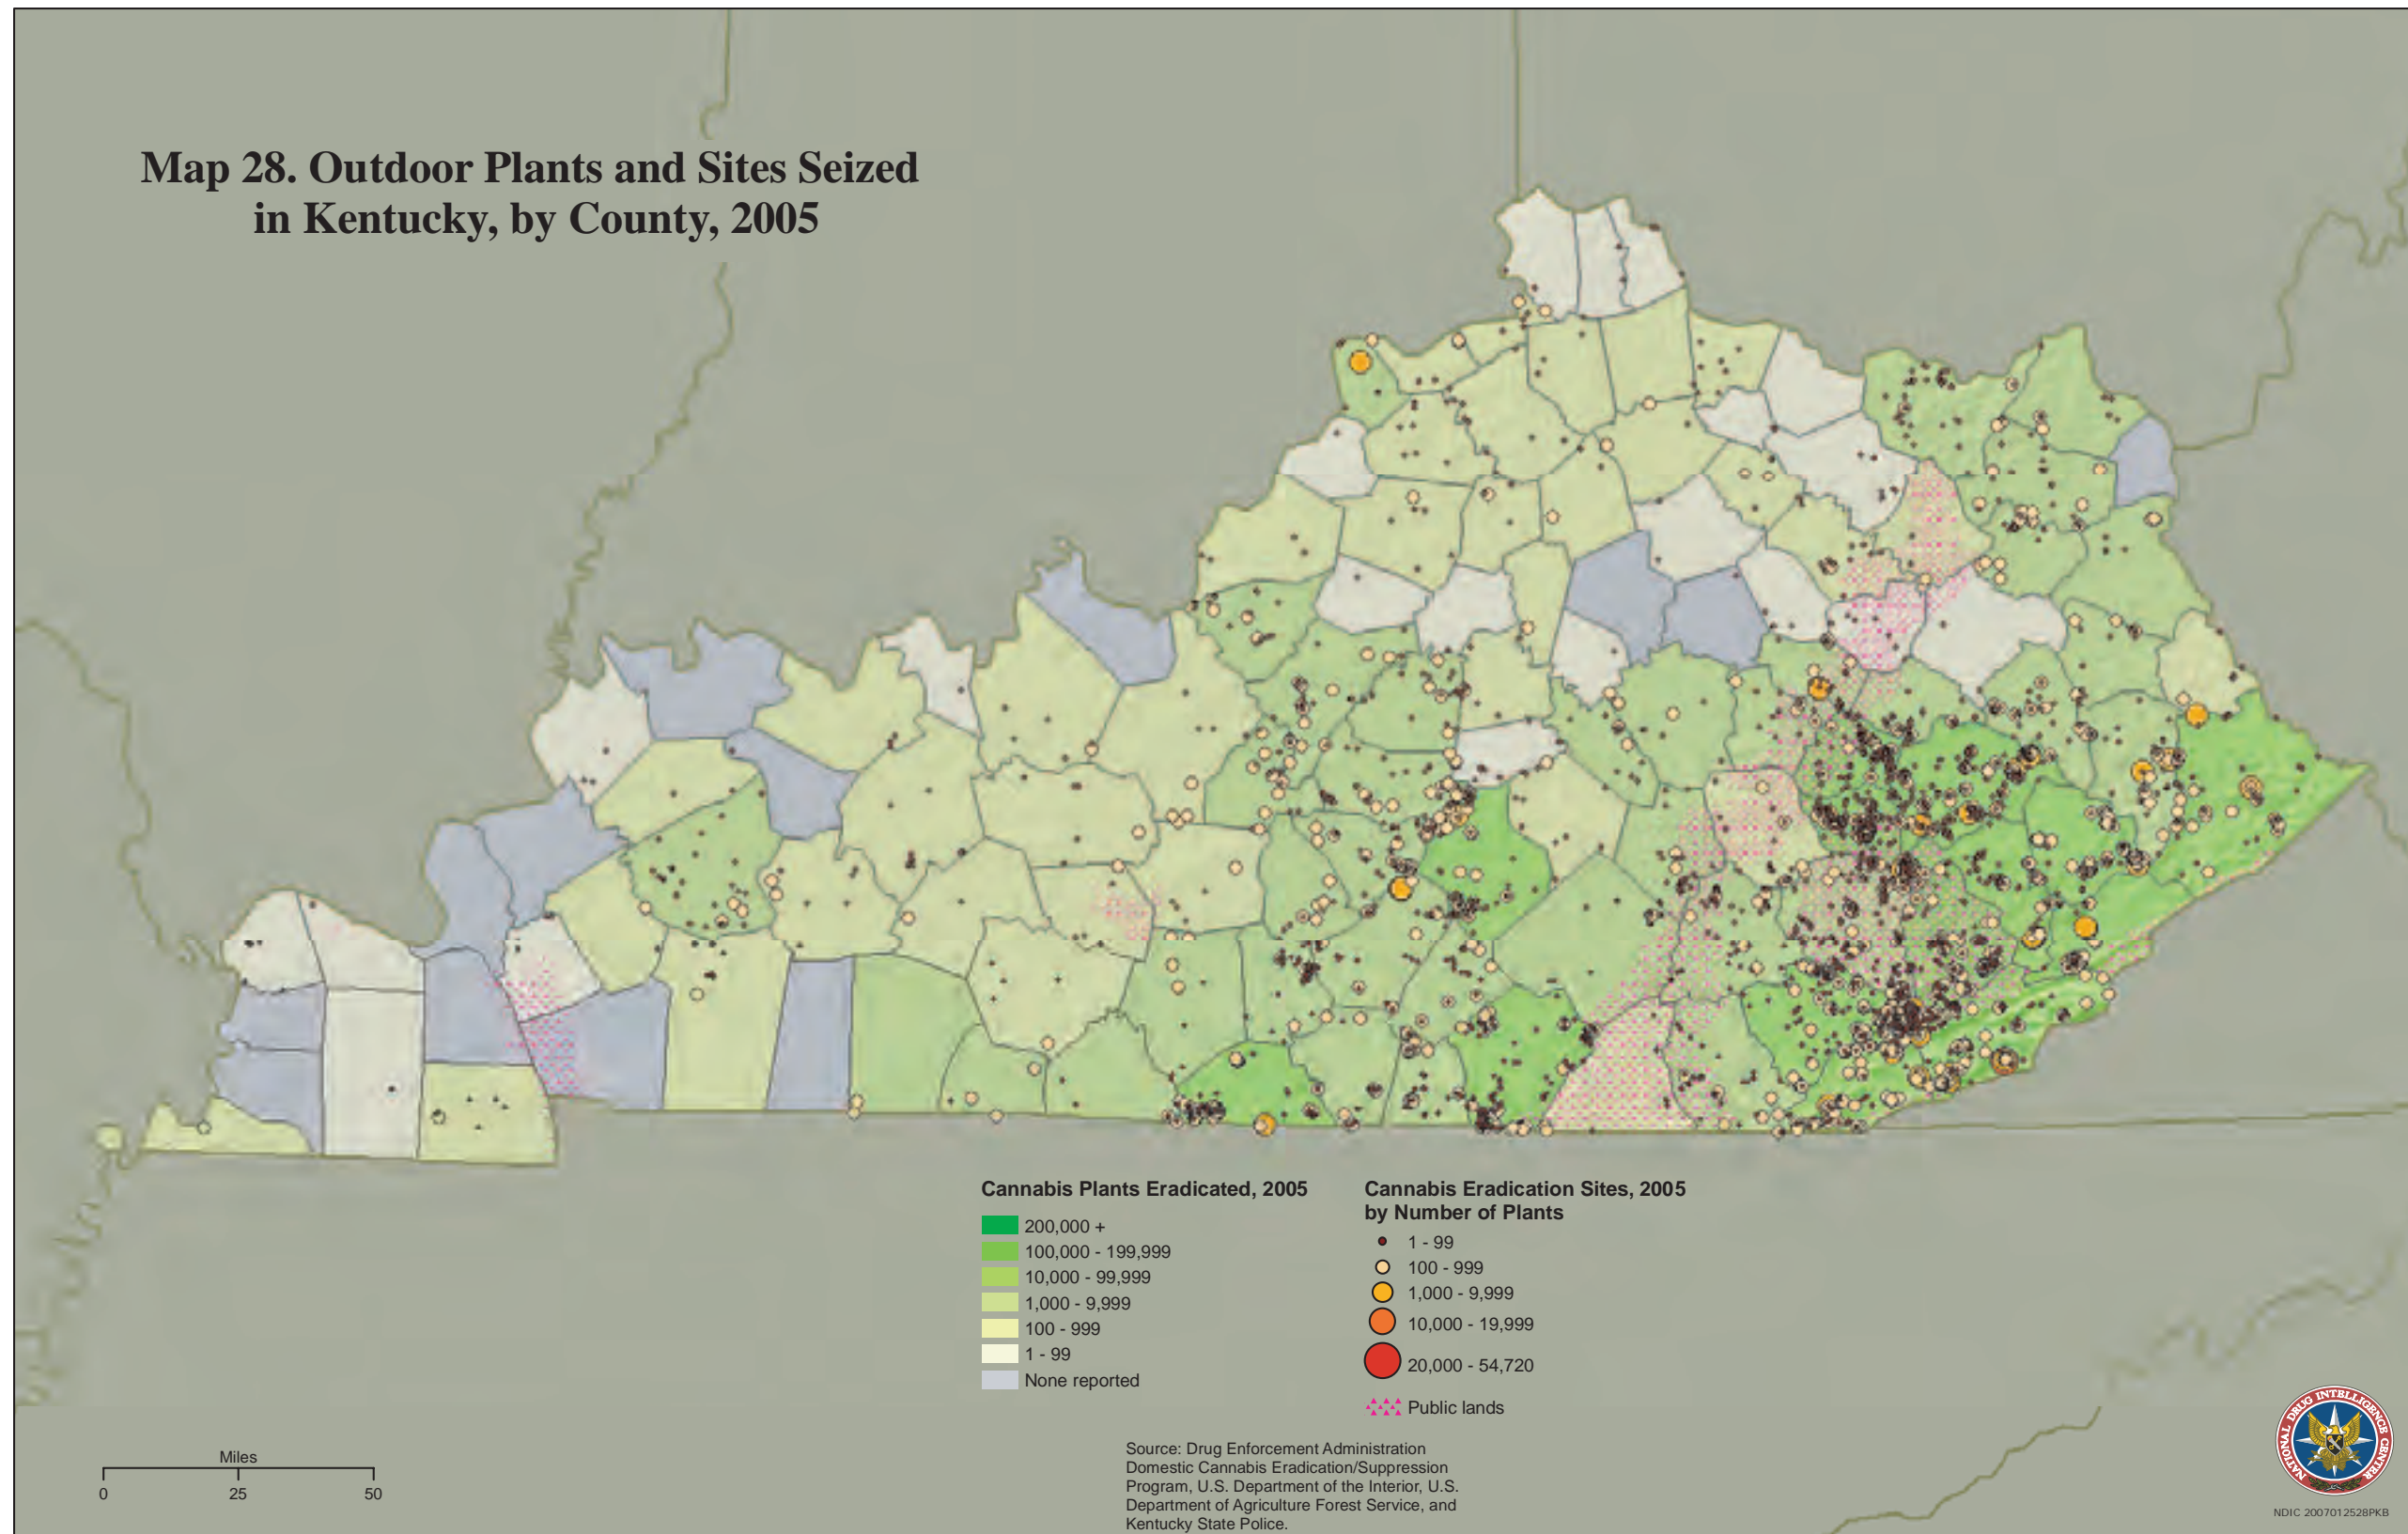 Map 28. Outdoor Plants and Sites Seized
in Kentucky, by County, 2005
Cannabis Plants Eradicated, 2005
200,000 +
100,000 - 199,999
10,000 - 99,999
1,000 - 9,999
100 - 999
1 - 99
None reported
Cannabis Eradication Sites, 2005
by Number of Plants
1 - 99
100 - 999
1,000 - 9,999
10,000 - 19,999
20,000 - 54,720
Public lands
Miles
0 25 50
Source: Drug Enforcement Administration
Domestic Cannabis Eradication/Suppression
Program, U.S. Department of the Interior, U.S.
Department of Agriculture Forest Service, and
Kentucky State Police.
NATIONAL DRUG INTELLIGENCE CENTER
NDIC 2007012528PKB